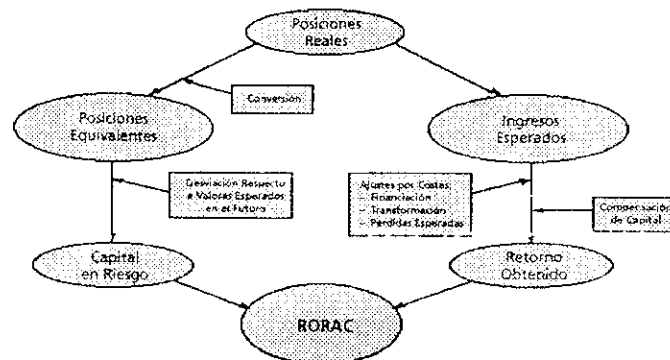 Posiciones
Reales
Conversión
Posiciones
Equivalentes
Ingresos
Esperados
Desviación Respecto
a Valores Esperados
en el Futuro
Ajustes por Costes:
– Financiación
– Transformación
– Pérdidas Esperadas
Compensación
de Capital
Capital
en Riesgo
Retorno
Obtenido
RORAC